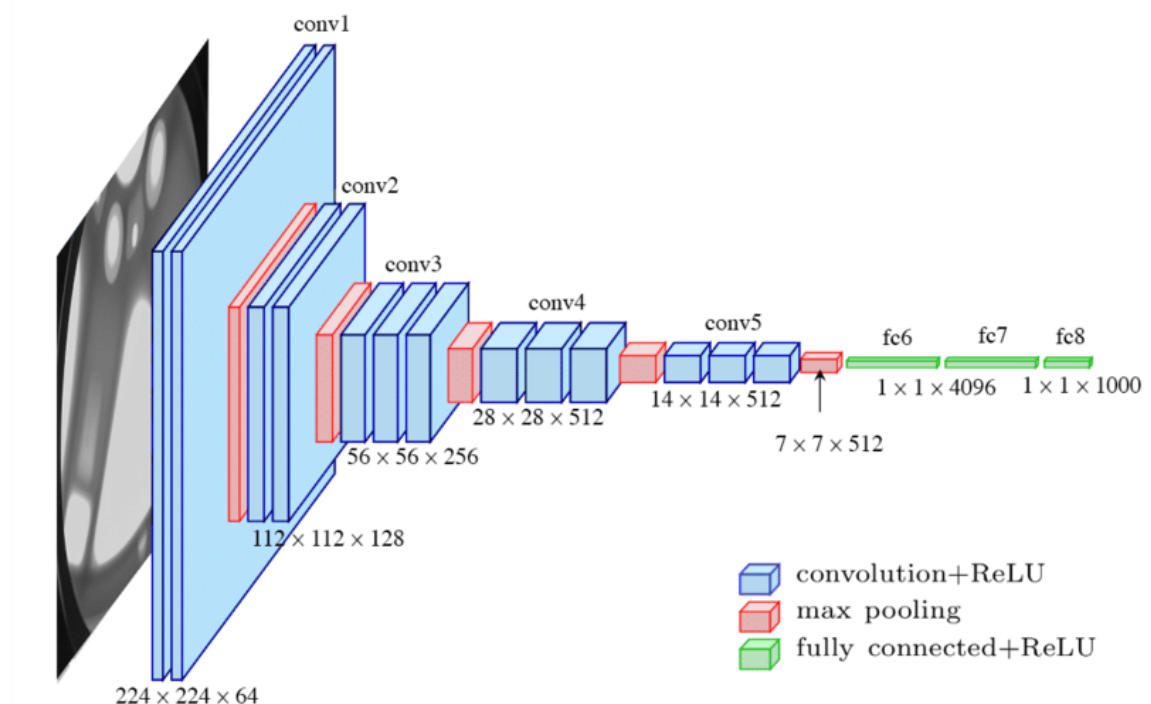 conv1
conv2
conv3
conv4
conv5
fc6
fc7
fc8
1 × 1 × 4096
1 × 1 × 1000
14 × 14 × 512
28 × 28 × 512
7 × 7 × 512
56 × 56 × 256
112 × 112 × 128
224 × 224 × 64
convolution+ReLU
max pooling
fully connected+ReLU